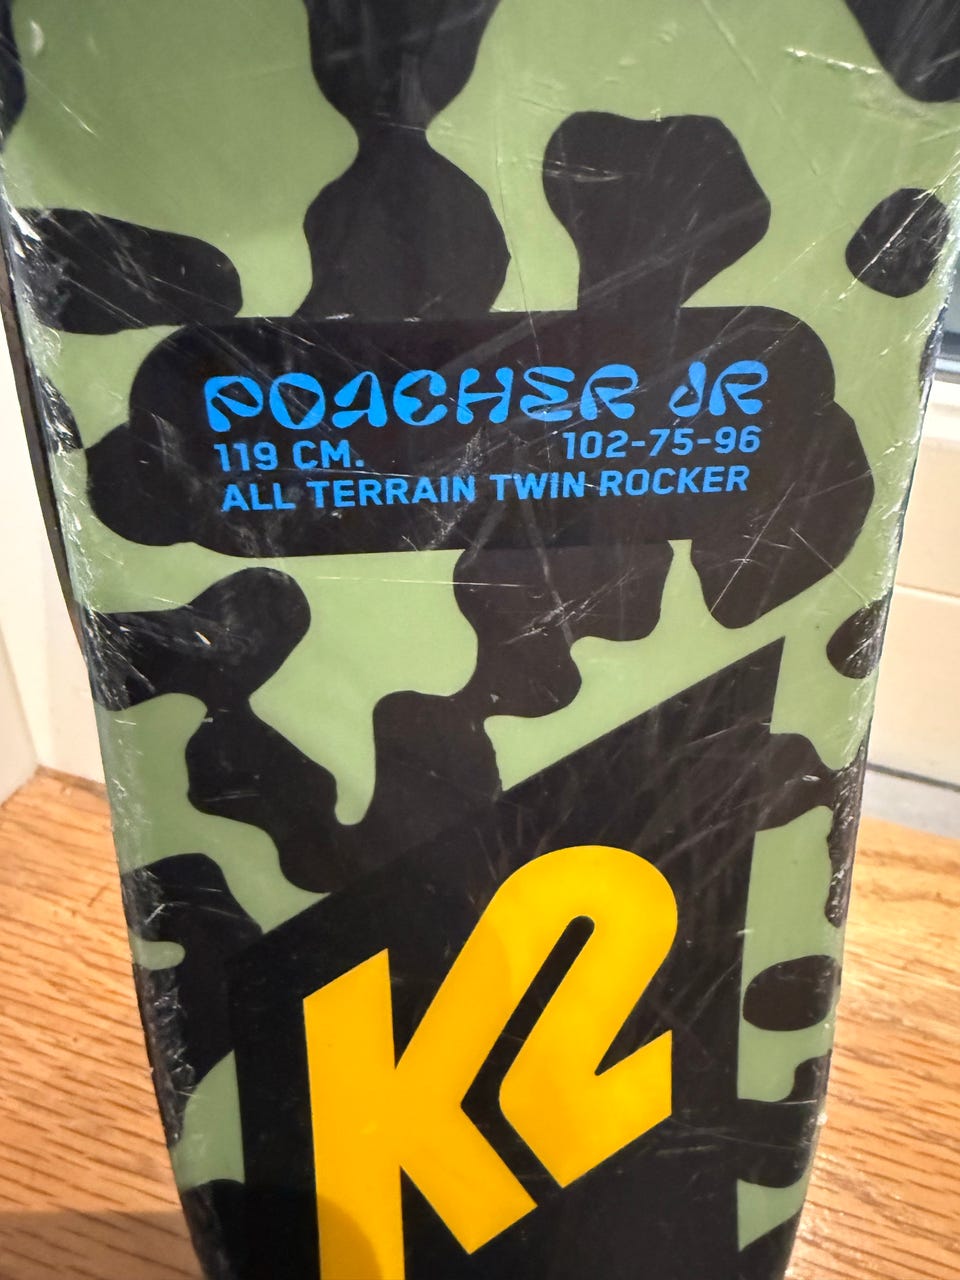 POACHER JR
119 CM. 102-75-96
ALL TERRAIN TWIN ROCKER
K2